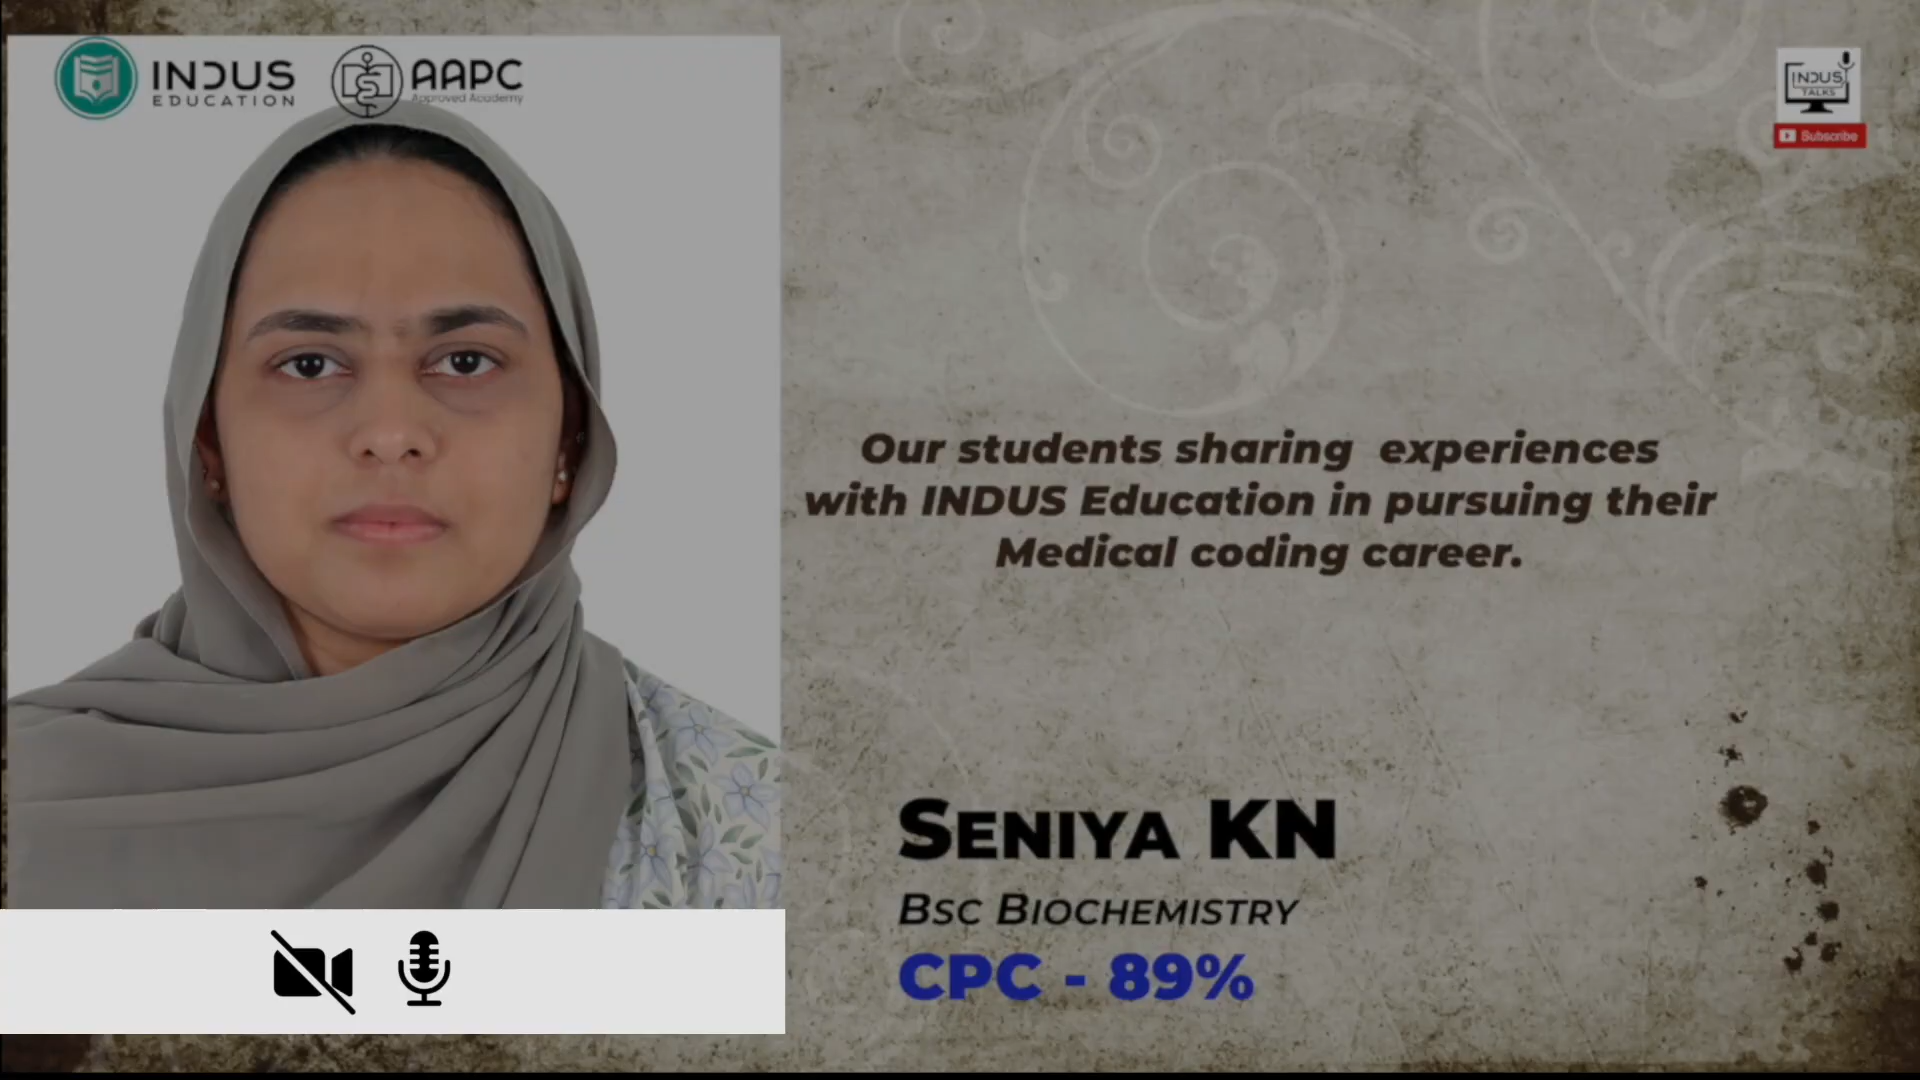 INDUS
EDUCATION
AAPC
Approved Academy
INDUS
TALKS
Subscribe
Our students sharing experiences
with INDUS Education in pursuing their
Medical coding career.
SENIYA KN
BSC BIOCHEMISTRY
CPC - 89%